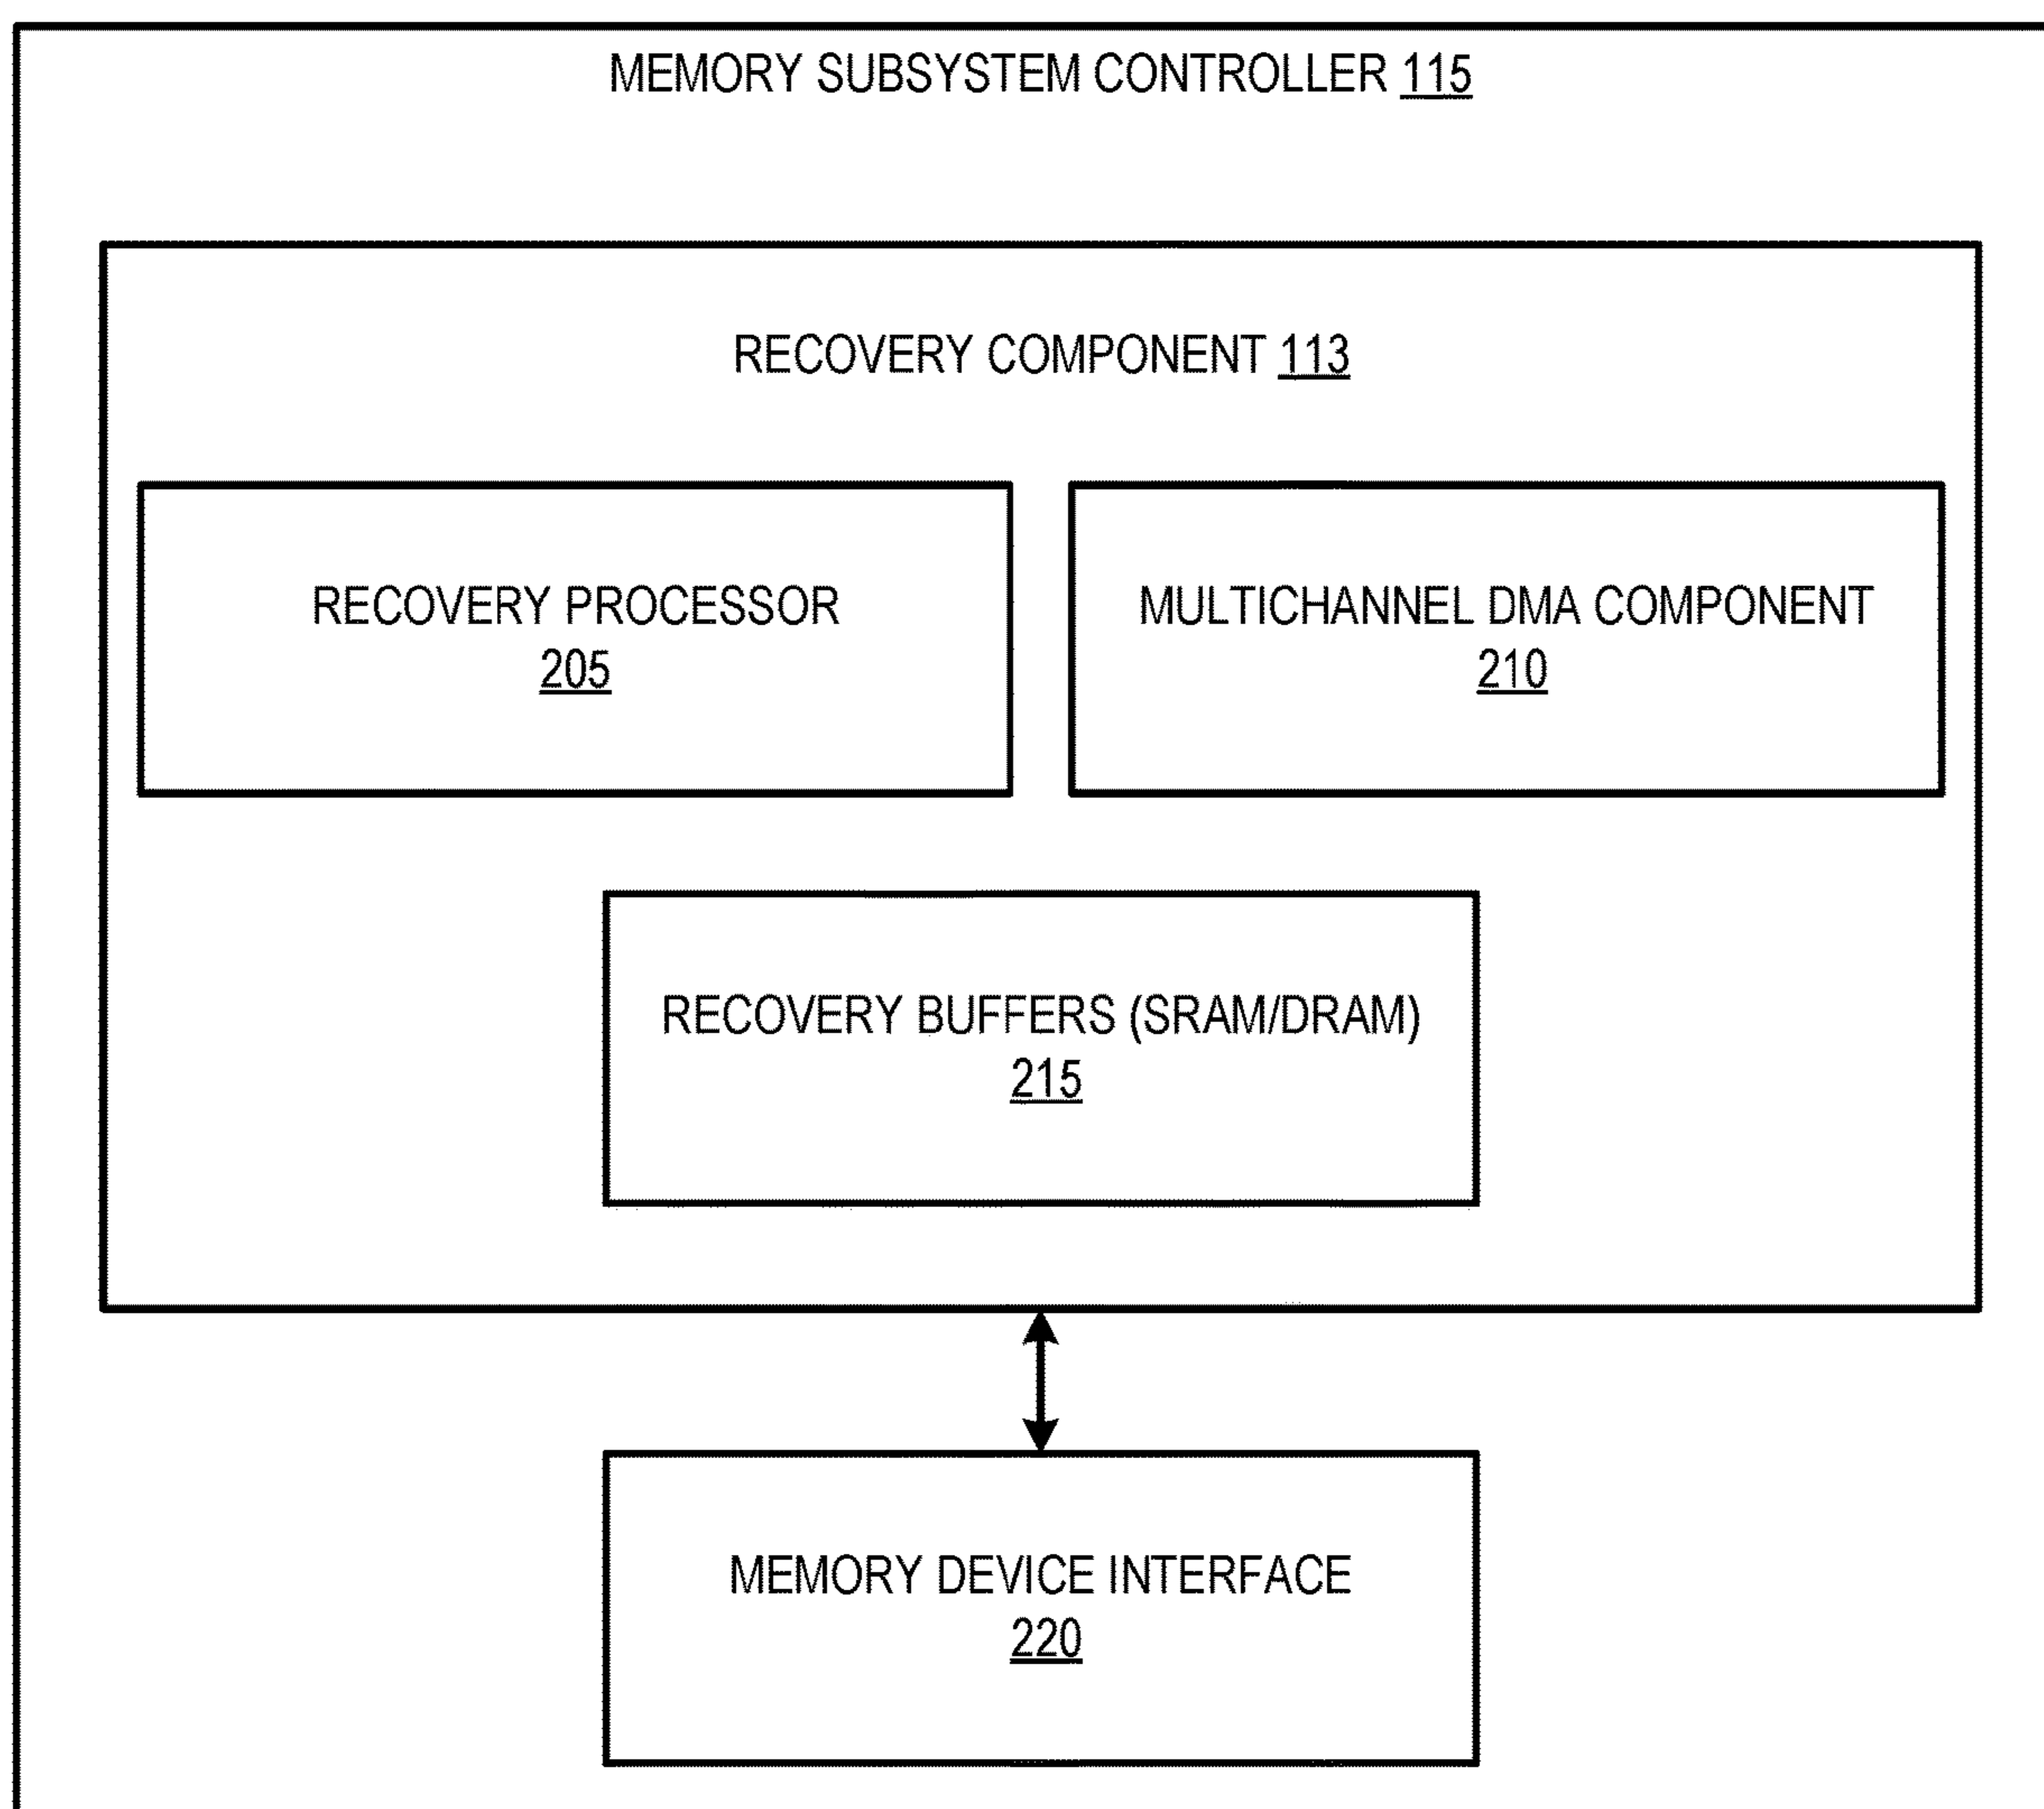 MEMORY SUBSYSTEM CONTROLLER 115
RECOVERY COMPONENT 113
RECOVERY PROCESSOR
205
MULTICHANNEL DMA COMPONENT
210
RECOVERY BUFFERS (SRAM/DRAM)
215
MEMORY DEVICE INTERFACE
220